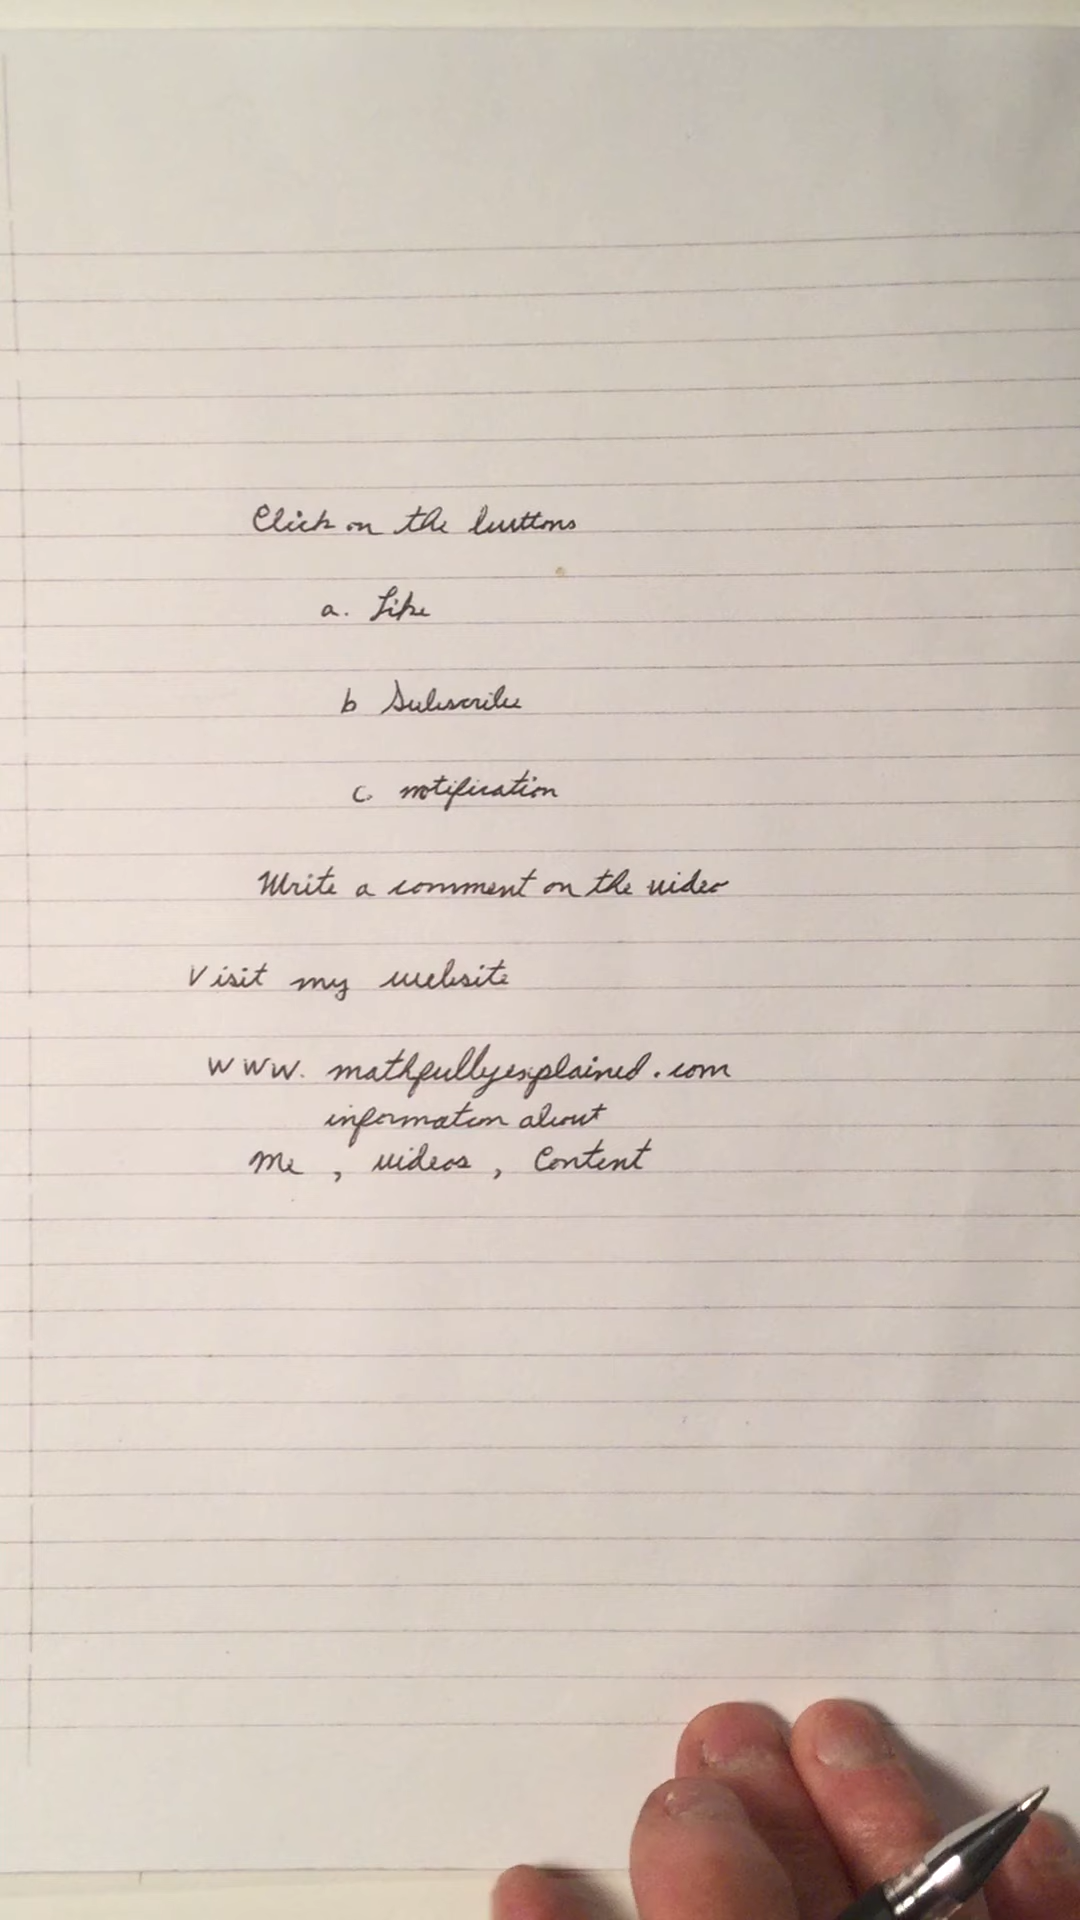 Click on the buttons
a. Like
b Subscribe
c. notification
Write a comment on the video
Visit my website
www. mathfullyexplained.com
information about
Me , videos , Content